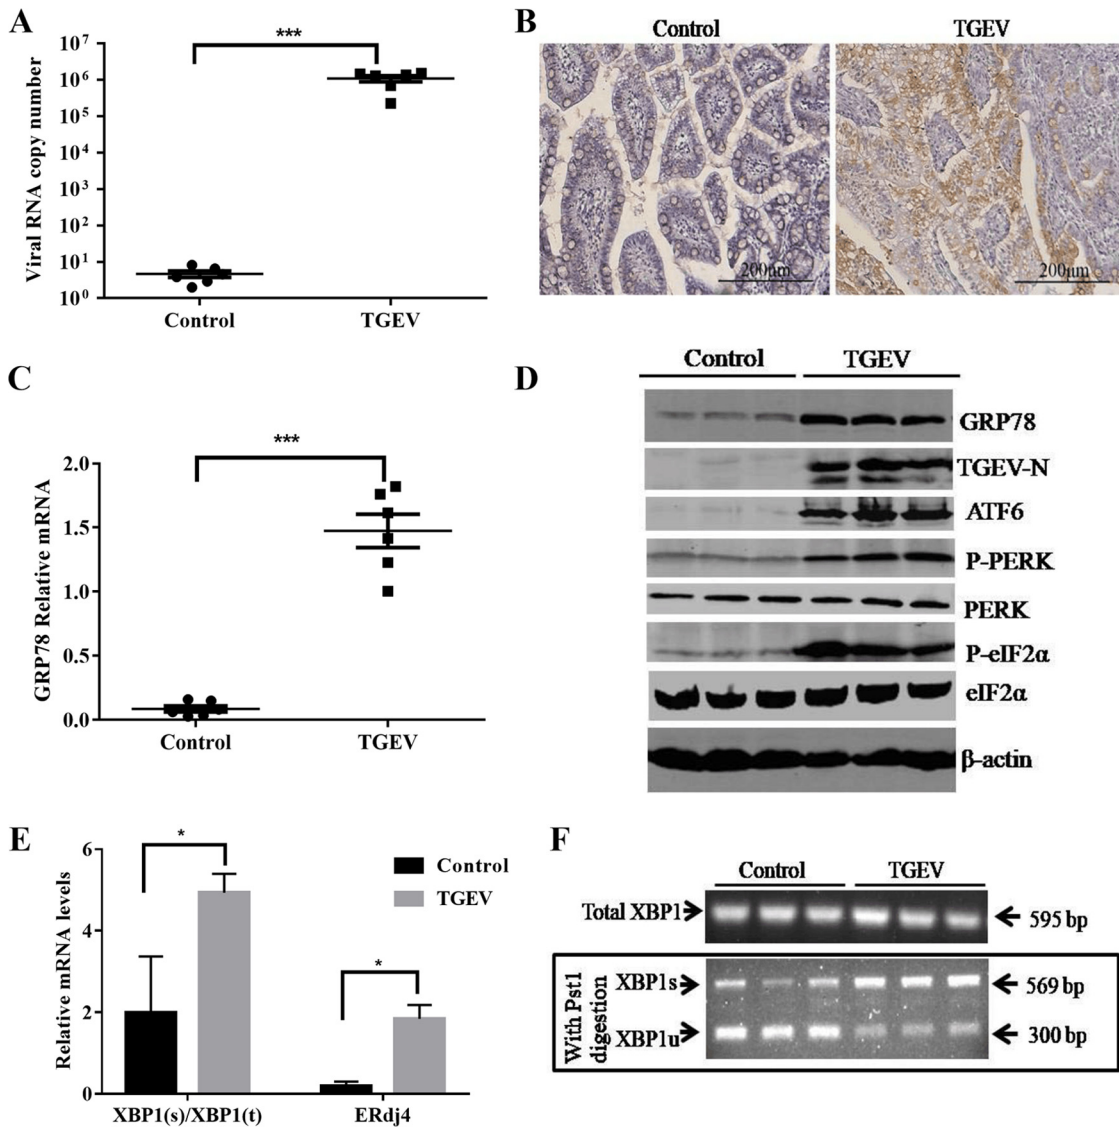 A
***
Viral RNA copy number
10⁷
10⁶
10⁵
10⁴
10³
10²
10¹
10⁰
Control
TGEV
B
Control
TGEV
200μm
200μm
C
***
GRP78 Relative mRNA
2.0
1.5
1.0
0.5
0.0
Control
TGEV
D
Control
TGEV
GRP78
TGEV-N
ATF6
P-PERK
PERK
P-eIF2α
eIF2α
β-actin
E
Relative mRNA levels
6
4
2
0
*
*
Control
TGEV
XBP1(s)/XBP1(t)
ERdj4
F
Control
TGEV
Total XBP1
595 bp
With Pst1
digestion
XBP1s
569 bp
XBP1u
300 bp